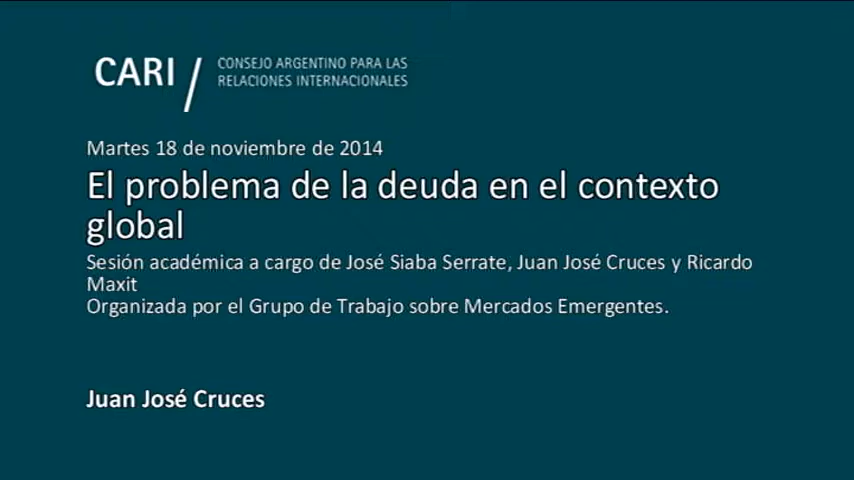 CARI / CONSEJO ARGENTINO PARA LAS
RELACIONES INTERNACIONALES
Martes 18 de noviembre de 2014
El problema de la deuda en el contexto
global
Sesión académica a cargo de José Siaba Serrate, Juan José Cruces y Ricardo
Maxit
Organizada por el Grupo de Trabajo sobre Mercados Emergentes.
Juan José Cruces